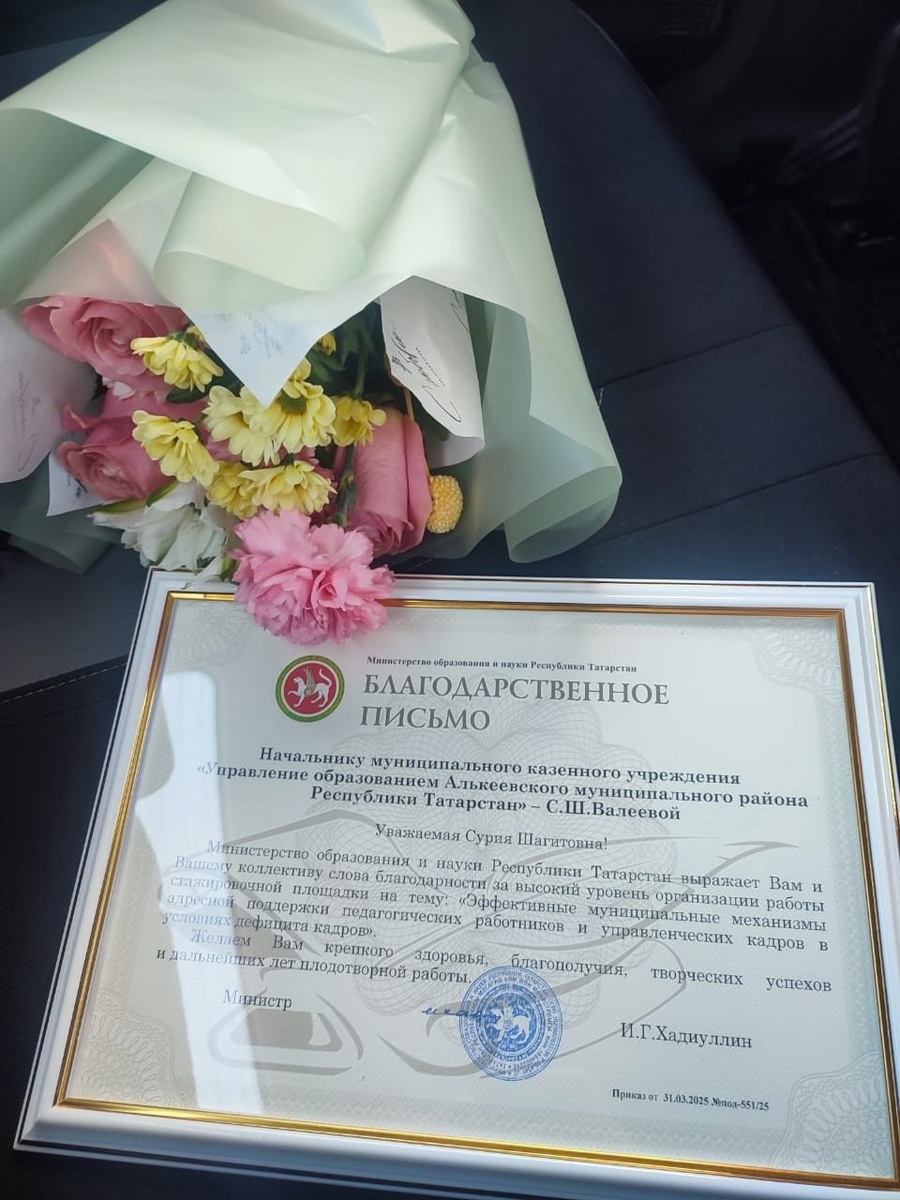 Министерство образования и науки Республики Татарстан
БЛАГОДАРСТВЕННОЕ
ПИСЬМО
Начальнику муниципального казенного учреждения
«Управление образованием Алькеевского муниципального района
Республики Татарстан» – С.Ш.Валеевой
Уважаемая Сурия Шагитовна!
Министерство образования и науки Республики Татарстан выражает Вам и
Вашему коллективу слова благодарности за высокий уровень организации работы
стажировочной площадки на тему: «Эффективные муниципальные механизмы
адресной поддержки педагогических работников и управленческих кадров в
условиях дефицита кадров».
Желаем Вам крепкого здоровья, благополучия, творческих успехов
и дальнейших лет плодотворной работы.
Министр
И.Г.Хадиуллин
Приказ от 31.03.2025 №под-551/25